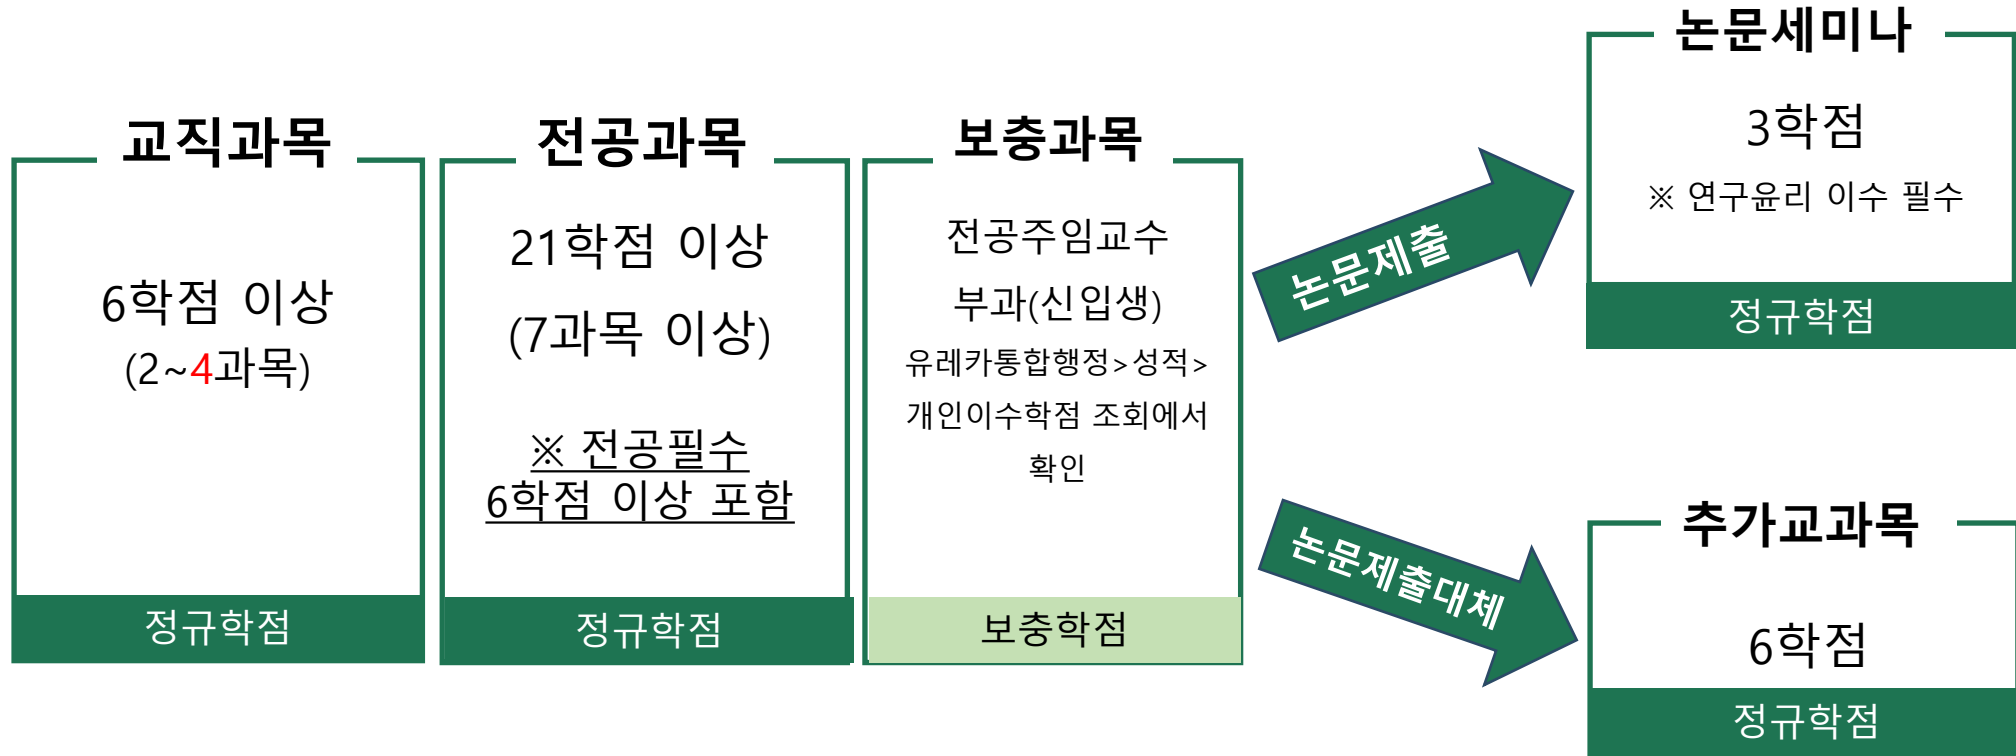 교직과목
6학점 이상
(2~4과목)
정규학점
전공과목
21학점 이상
(7과목 이상)
※ 전공필수
6학점 이상 포함
정규학점
보충과목
전공주임교수
부과(신입생)
유레카통합행정>성적>
개인이수학점 조회에서
확인
보충학점
논문제출
논문세미나
3학점
※ 연구윤리 이수 필수
정규학점
논문제출대체
추가교과목
6학점
정규학점